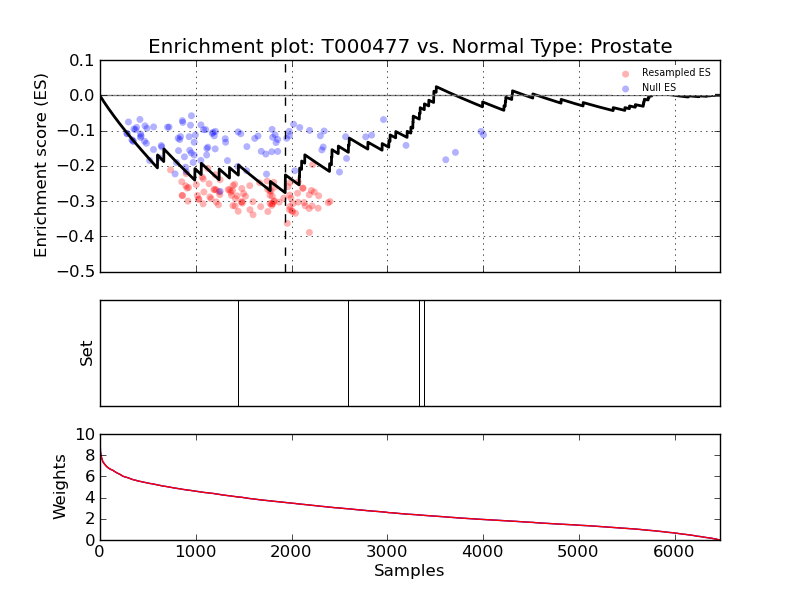 Enrichment plot: T000477 vs. Normal Type: Prostate
Enrichment score (ES)
0.1
0.0
−0.1
−0.2
−0.3
−0.4
−0.5
Resampled ES
Null ES
Set
Weights
10
8
6
4
2
0
0 1000 2000 3000 4000 5000 6000
Samples